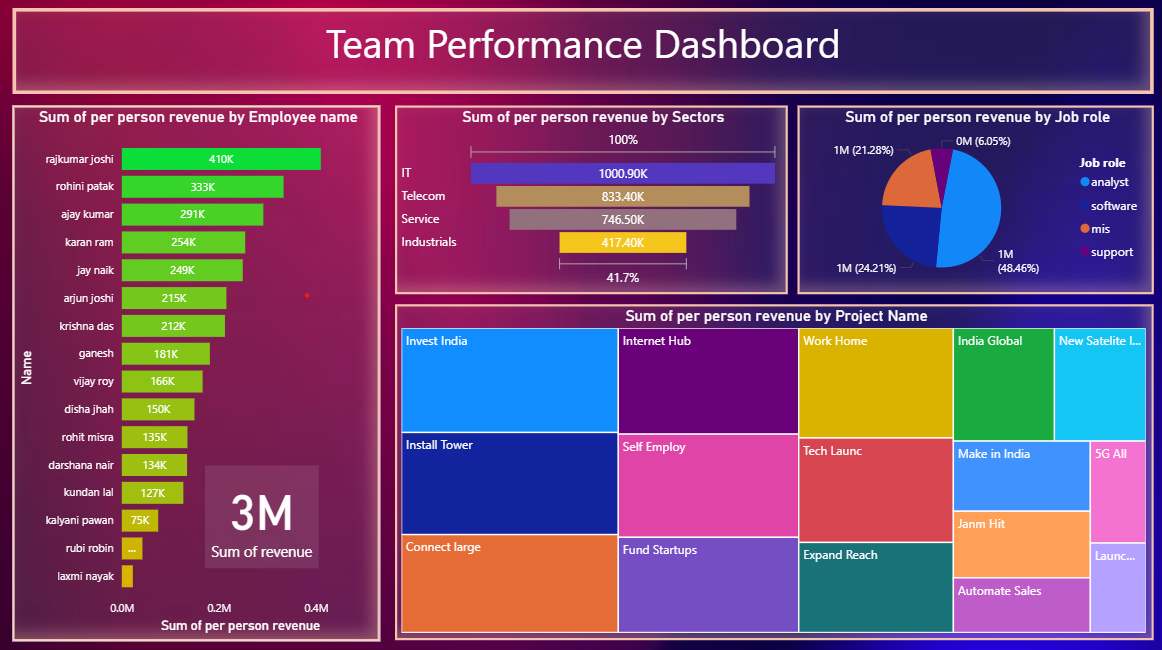 Team Performance Dashboard
Sum of per person revenue by Employee name
rajkumar joshi 410K
rohini patak 333K
ajay kumar 291K
karan ram 254K
jay naik 249K
arjun joshi 215K
krishna das 212K
ganesh 181K
vijay roy 166K
disha jhah 150K
rohit misra 135K
darshana nair 134K
kundan lal 127K
kalyani pawan 75K
rubi robin ...
laxmi nayak
Name
0.0M 0.2M 0.4M
Sum of per person revenue
3M
Sum of revenue
Sum of per person revenue by Sectors
100%
IT 1000.90K
Telecom 833.40K
Service 746.50K
Industrials 417.40K
41.7%
Sum of per person revenue by Job role
0M (6.05%)
1M (21.28%)
1M (24.21%)
1M
(48.46%)
Job role
analyst
software
mis
support
Sum of per person revenue by Project Name
Invest India
Install Tower
Connect large
Internet Hub
Self Employ
Fund Startups
Work Home
Tech Launc
Expand Reach
India Global
New Satelite I...
Make in India
Janm Hit
Automate Sales
5G All
Launc...